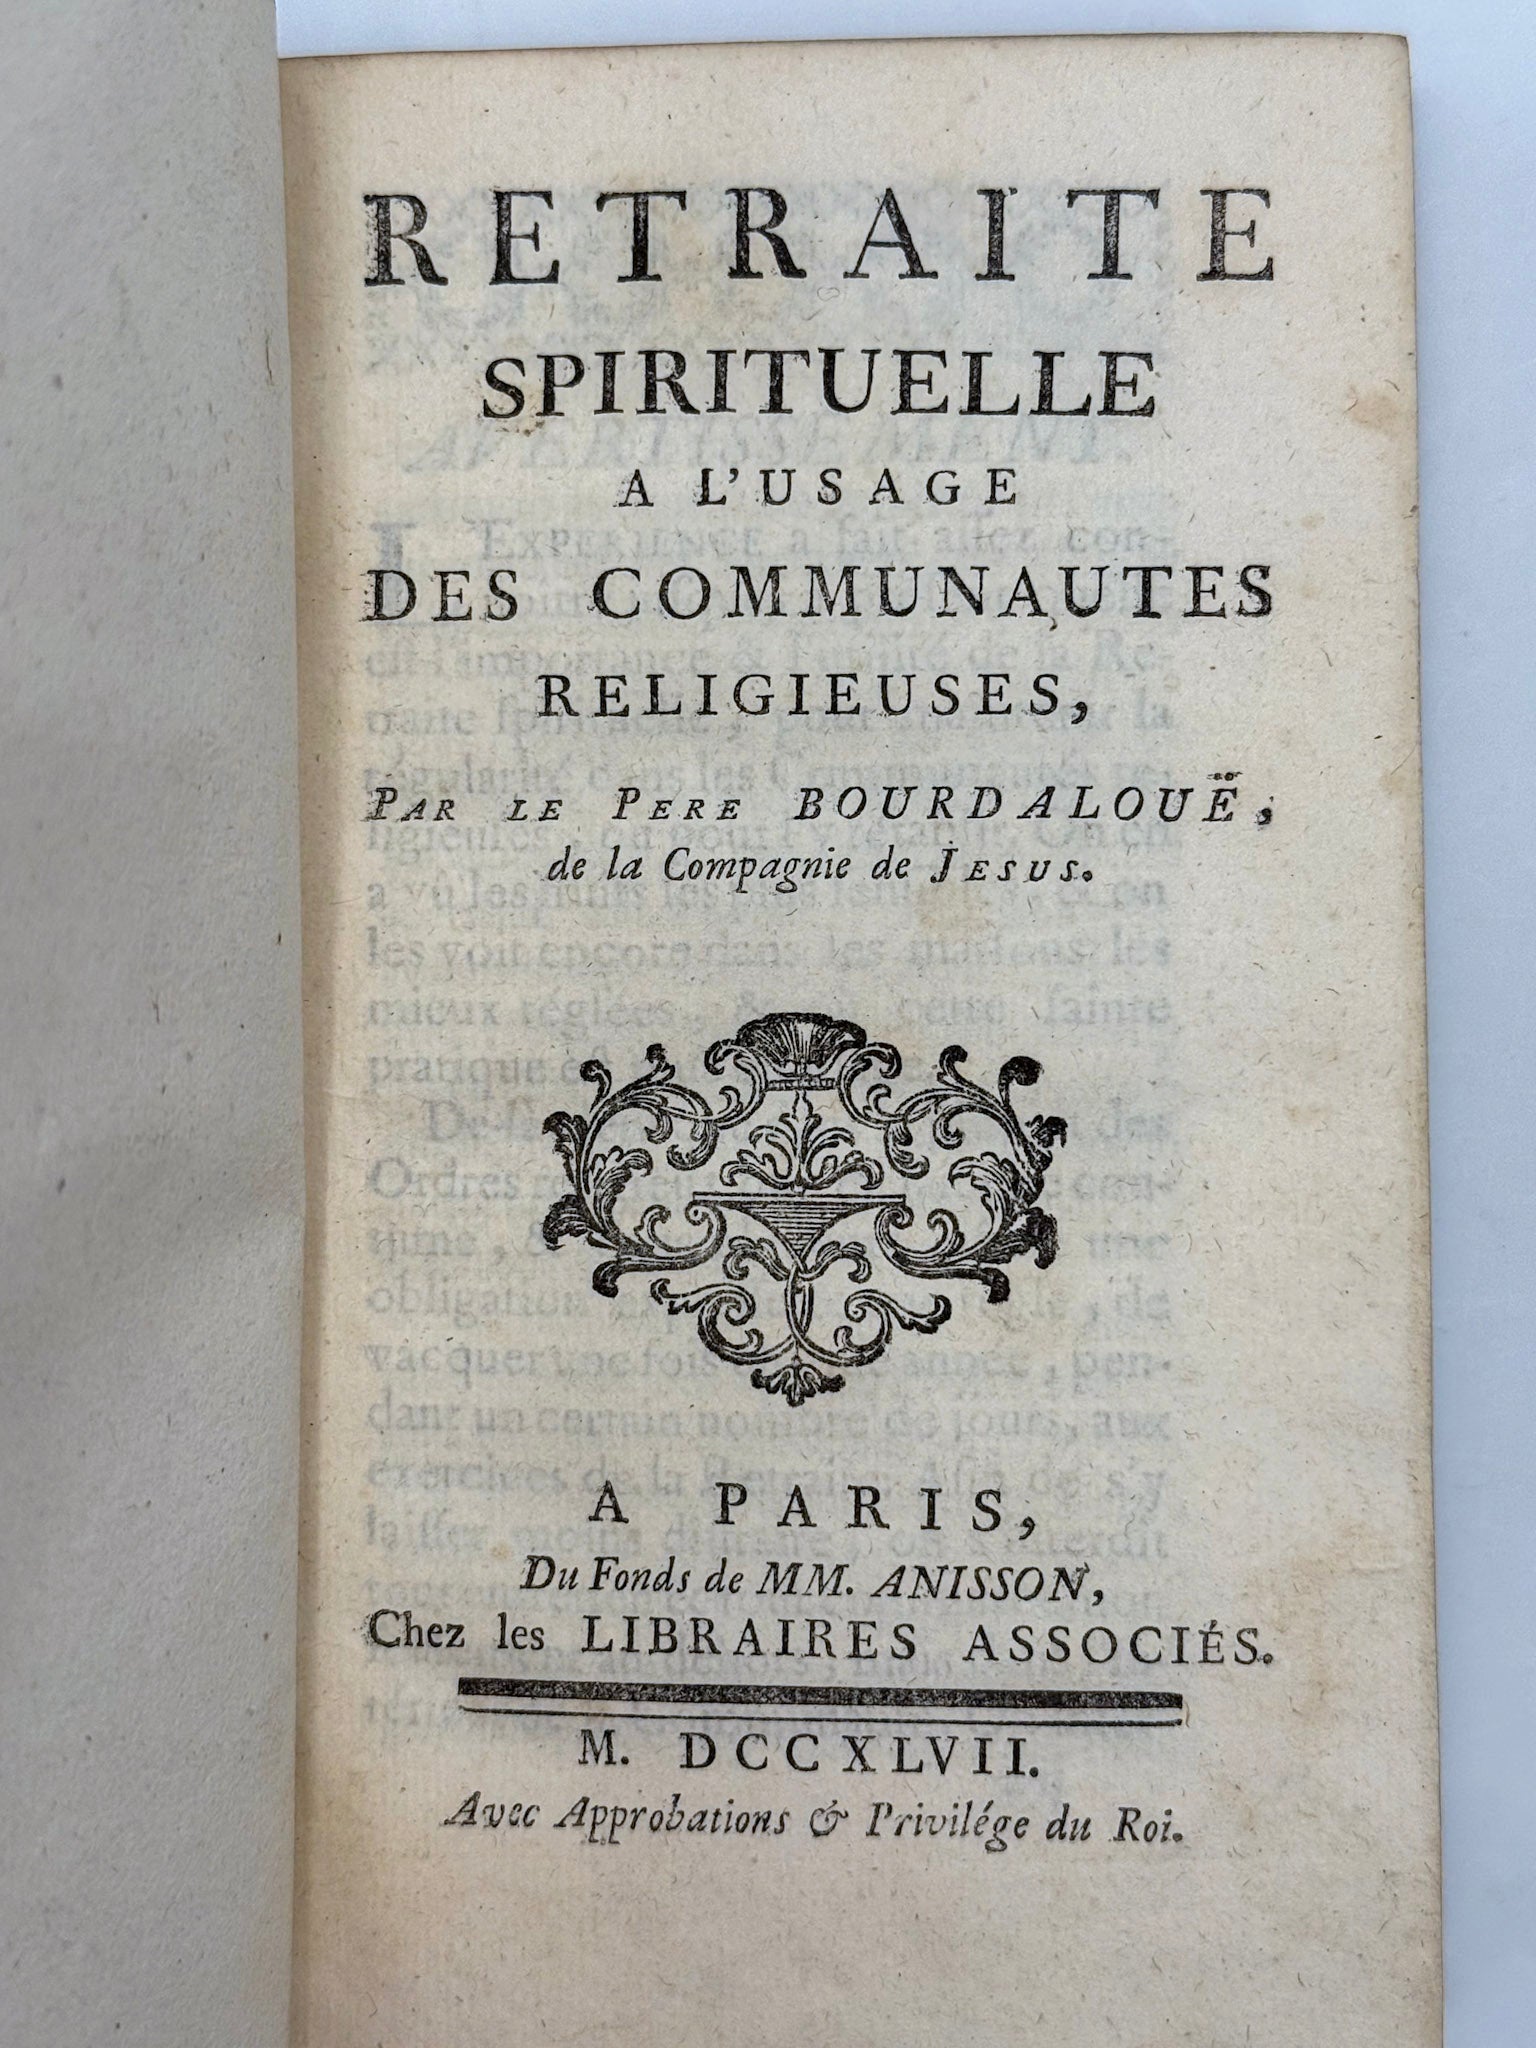 RETRAITE
SPIRITUELLE
A L'USAGE
DES COMMUNAUTES
RELIGIEUSES,
PAR LE PERE BOURDALOUË,
de la Compagnie de JESUS.
A PARIS,
Du Fonds de MM. ANISSON,
Chez les LIBRAIRES ASSOCIÉS.
M. DCCXLVII.
Avec Approbations & Privilége du Roi.